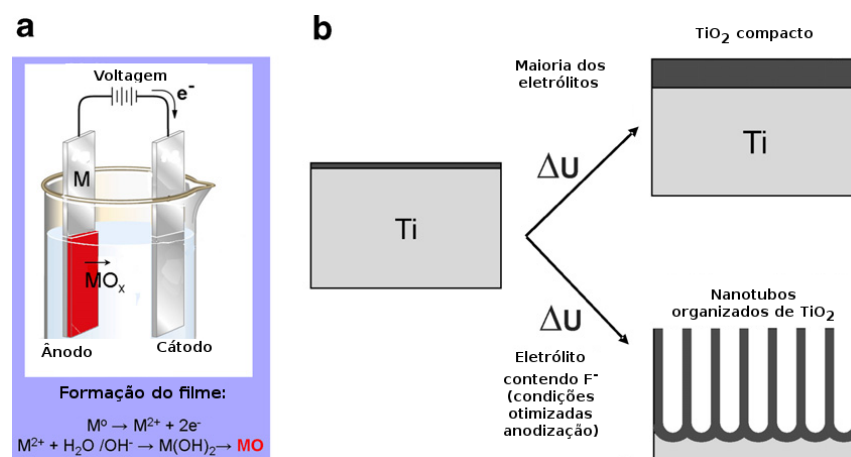 a
Voltagem
e⁻
M
MOₓ
Ânodo
Cátodo
Formação do filme:
Mº → M²⁺ + 2e⁻
M²⁺ + H₂O /OH⁻ → M(OH)₂→ MO
b
Ti
Maioria dos
eletrólitos
ΔU
TiO₂ compacto
Ti
ΔU
Eletrólito
contendo F⁻
(condições
otimizadas
anodização)
Nanotubos
organizados de TiO₂